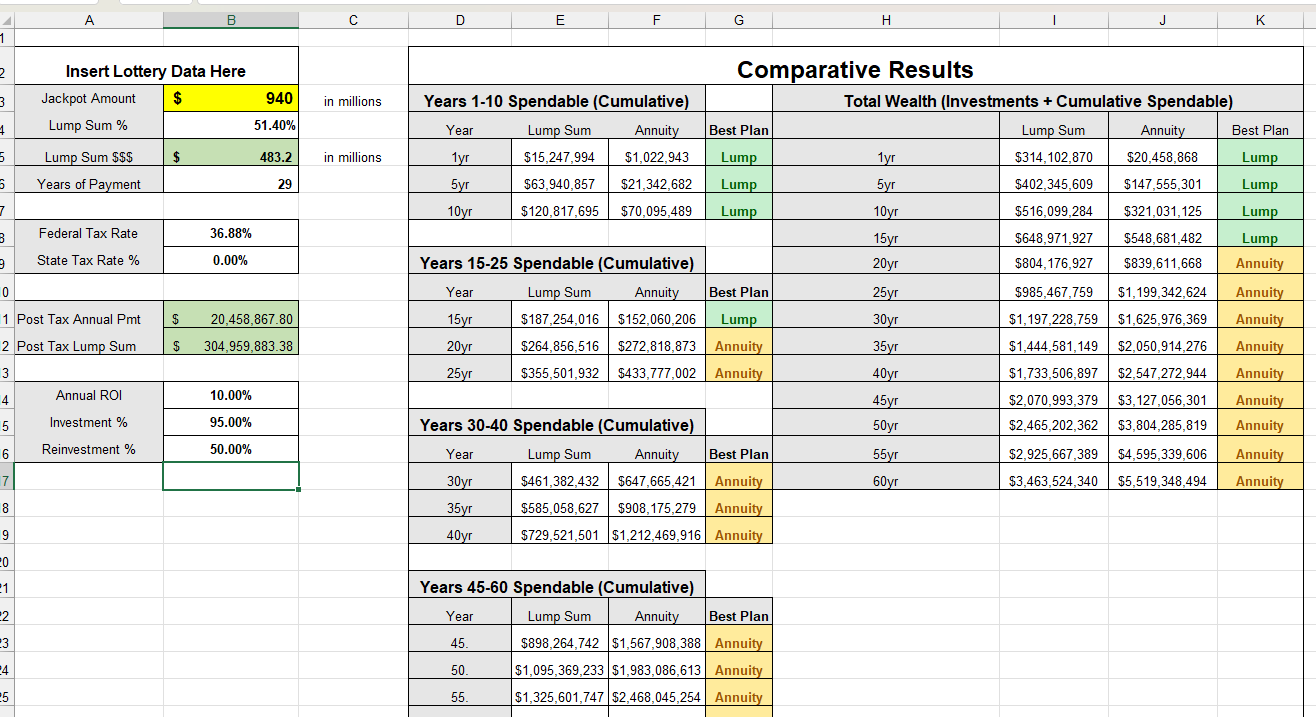 A B C D E F G H I J K
1
2 Insert Lottery Data Here Comparative Results
3 Jackpot Amount $ 940 in millions Years 1-10 Spendable (Cumulative) Total Wealth (Investments + Cumulative Spendable)
4 Lump Sum % 51.40% Year Lump Sum Annuity Best Plan Lump Sum Annuity Best Plan
5 Lump Sum $$$ $ 483.2 in millions 1yr $15,247,994 $1,022,943 Lump 1yr $314,102,870 $20,458,868 Lump
6 Years of Payment 29 5yr $63,940,857 $21,342,682 Lump 5yr $402,345,609 $147,555,301 Lump
7 10yr $120,817,695 $70,095,489 Lump 10yr $516,099,284 $321,031,125 Lump
8 Federal Tax Rate 36.88% 15yr $648,971,927 $548,681,482 Lump
9 State Tax Rate % 0.00% Years 15-25 Spendable (Cumulative) 20yr $804,176,927 $839,611,668 Annuity
0 Year Lump Sum Annuity Best Plan 25yr $985,467,759 $1,199,342,624 Annuity
1 Post Tax Annual Pmt $ 20,458,867.80 15yr $187,254,016 $152,060,206 Lump 30yr $1,197,228,759 $1,625,976,369 Annuity
2 Post Tax Lump Sum $ 304,959,883.38 20yr $264,856,516 $272,818,873 Annuity 35yr $1,444,581,149 $2,050,914,276 Annuity
3 25yr $355,501,932 $433,777,002 Annuity 40yr $1,733,506,897 $2,547,272,944 Annuity
4 Annual ROI 10.00% 45yr $2,070,993,379 $3,127,056,301 Annuity
5 Investment % 95.00% Years 30-40 Spendable (Cumulative) 50yr $2,465,202,362 $3,804,285,819 Annuity
6 Reinvestment % 50.00% Year Lump Sum Annuity Best Plan 55yr $2,925,667,389 $4,595,339,606 Annuity
7 30yr $461,382,432 $647,665,421 Annuity 60yr $3,463,524,340 $5,519,348,494 Annuity
8 35yr $585,058,627 $908,175,279 Annuity
9 40yr $729,521,501 $1,212,469,916 Annuity
20
21 Years 45-60 Spendable (Cumulative)
22 Year Lump Sum Annuity Best Plan
23 45. $898,264,742 $1,567,908,388 Annuity
24 50. $1,095,369,233 $1,983,086,613 Annuity
25 55. $1,325,601,747 $2,468,045,254 Annuity